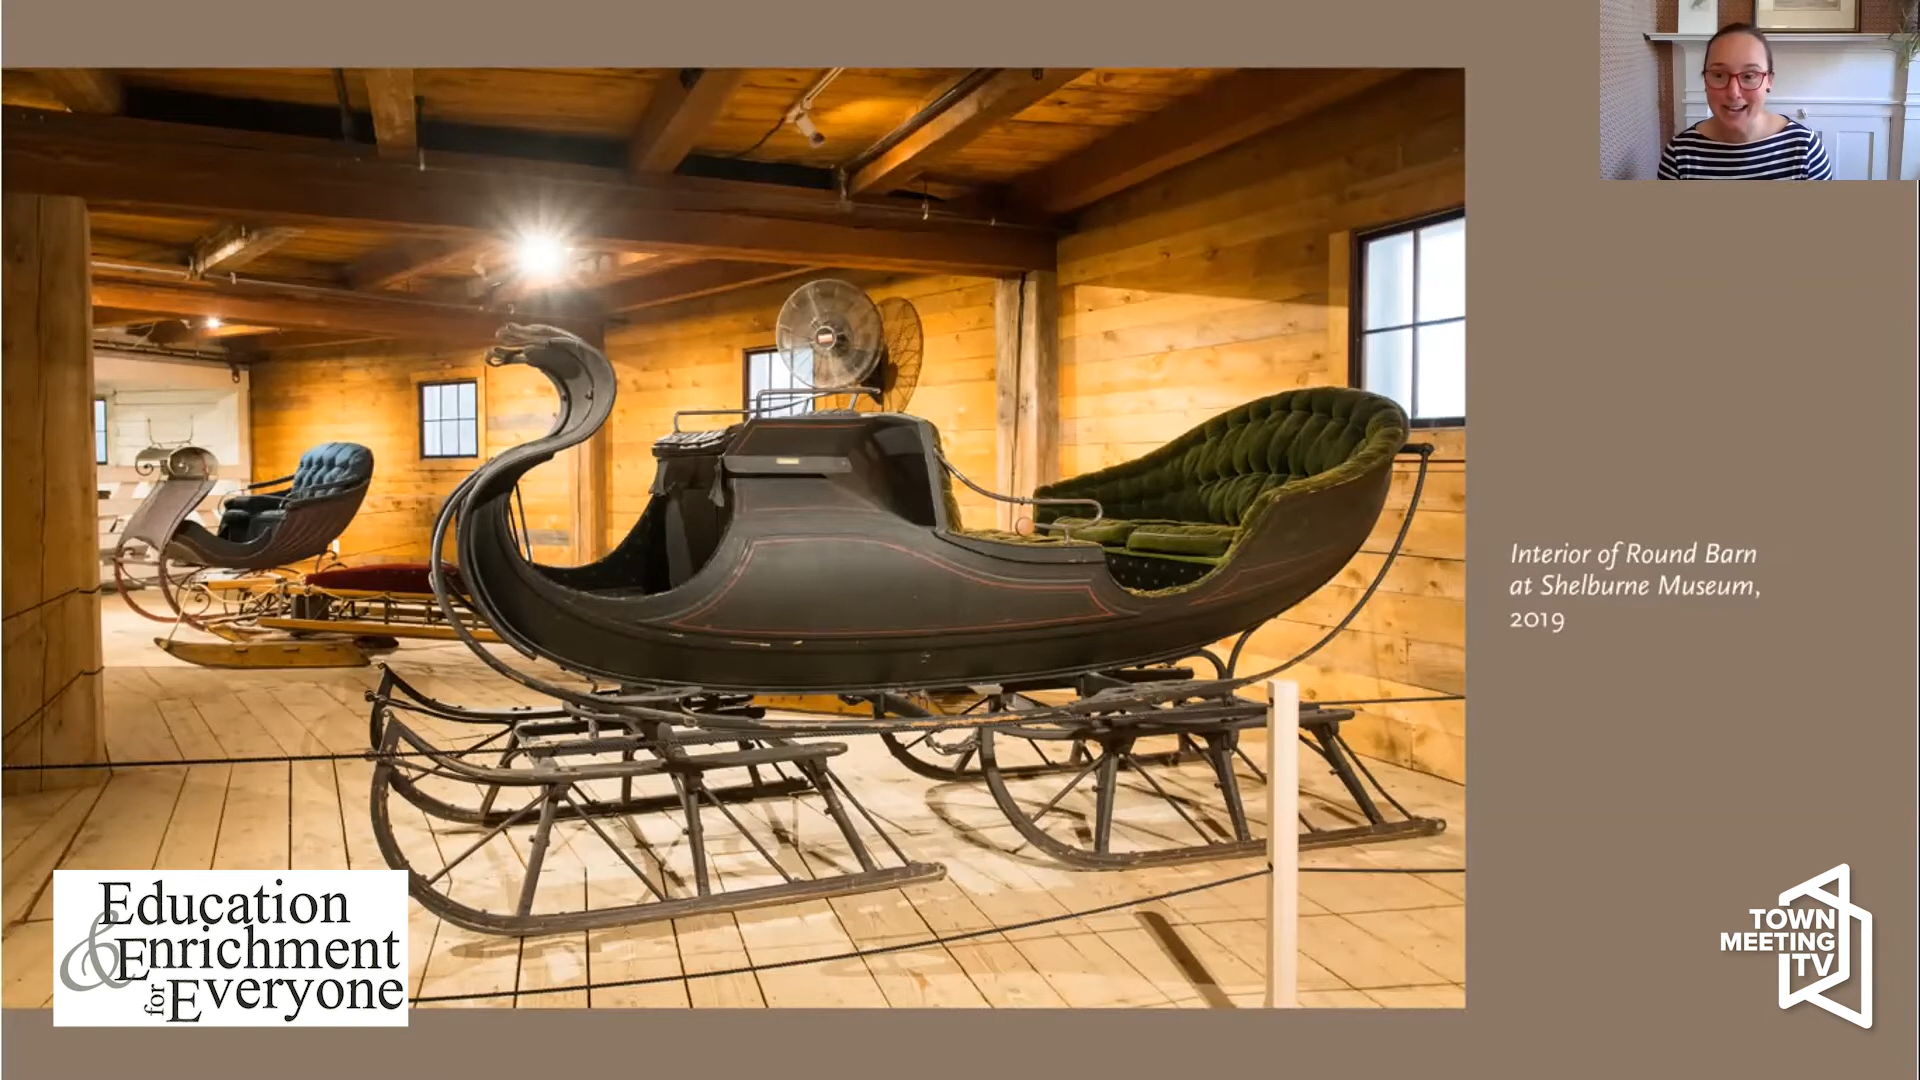 Interior of Round Barn
at Shelburne Museum,
2019
Education
& Enrichment
for Everyone
TOWN
MEETING
TV